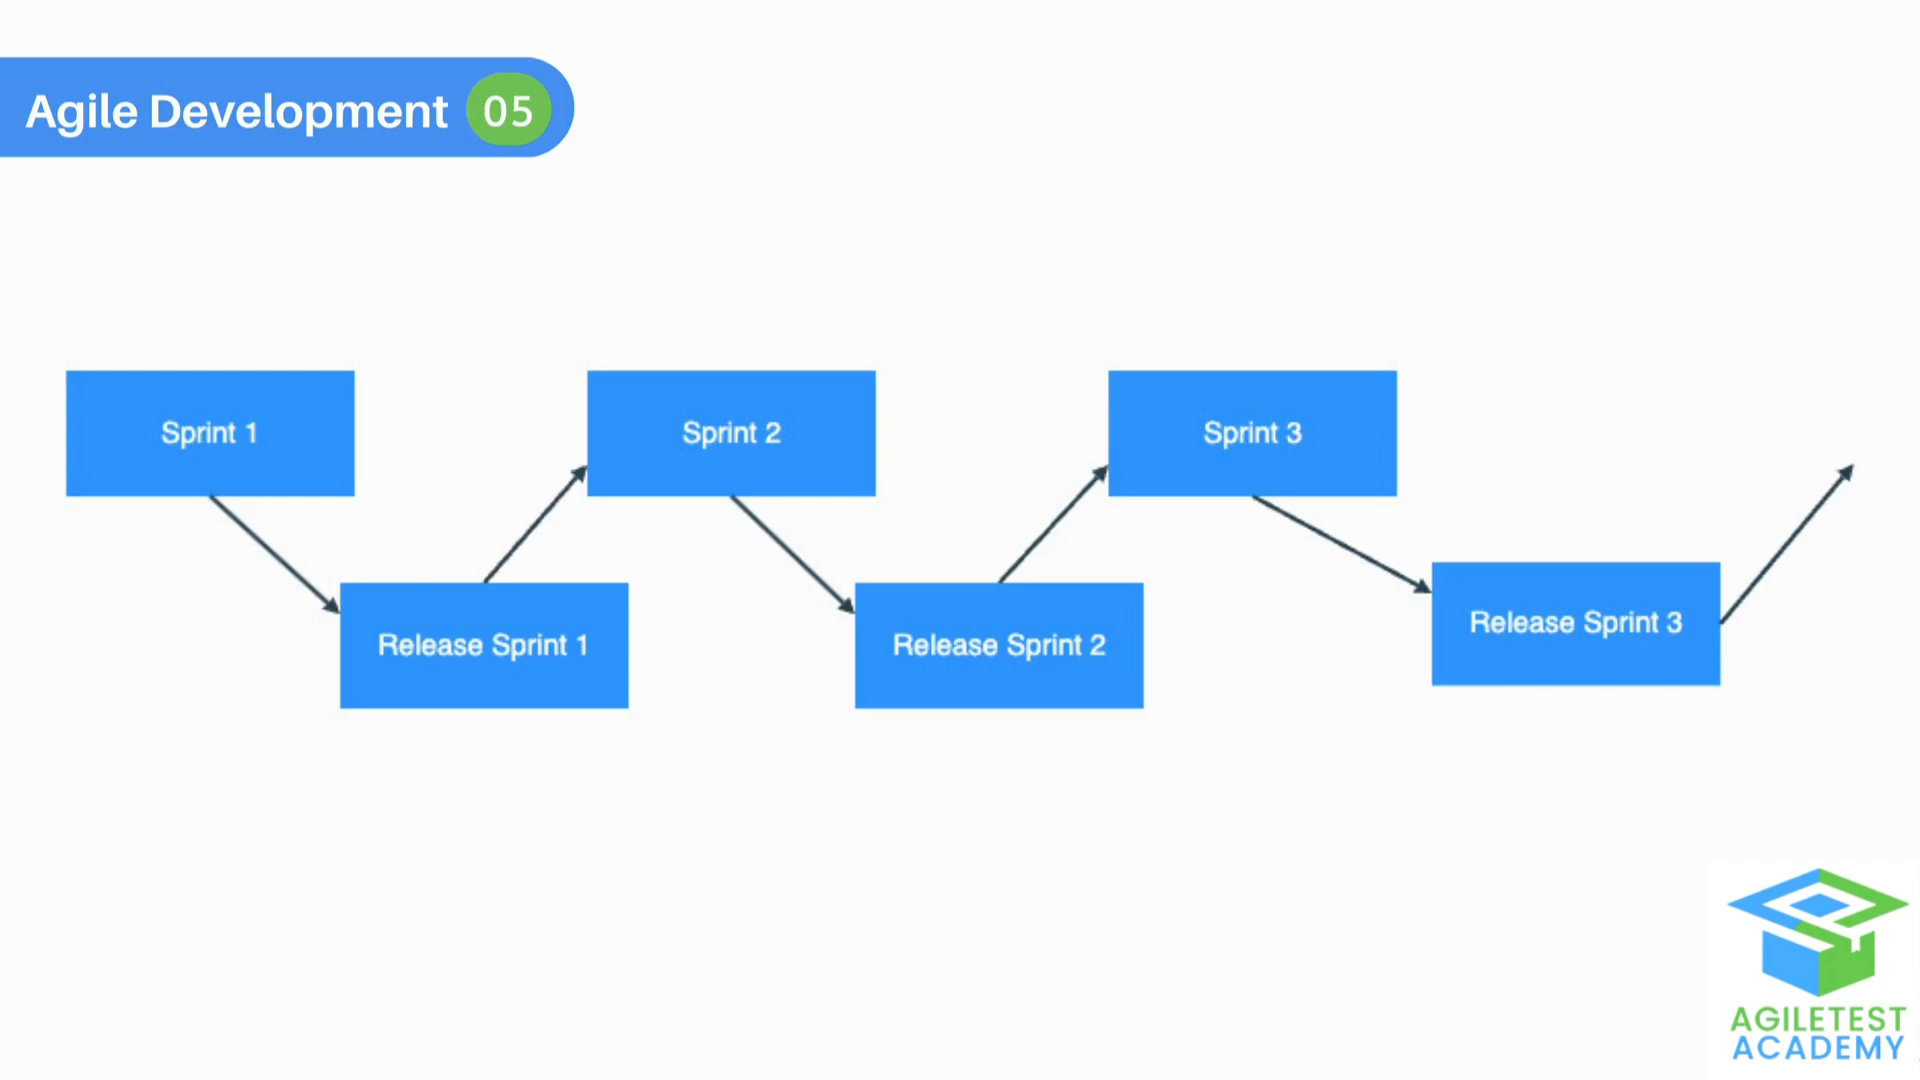 Agile Development 05
Sprint 1
Sprint 2
Sprint 3
Release Sprint 1
Release Sprint 2
Release Sprint 3
AGILETEST
ACADEMY